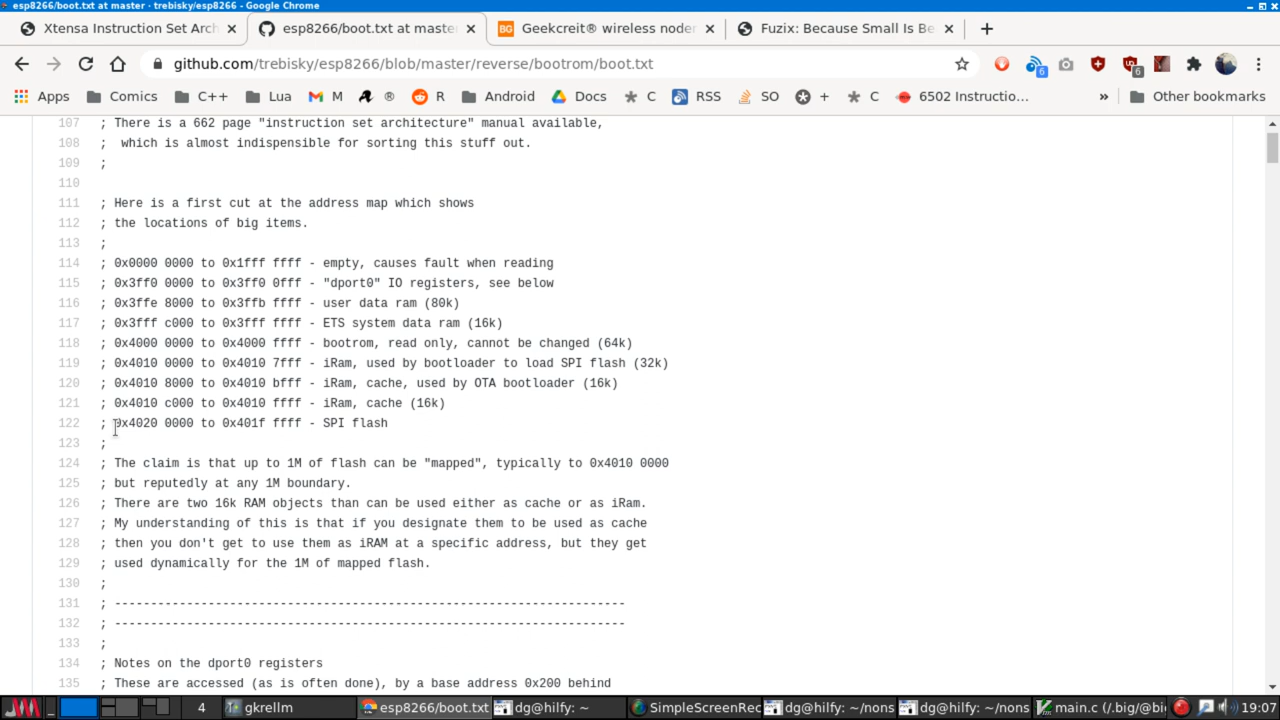 esp8266/boot.txt at master · trebisky/esp8266 - Google Chrome
Xtensa Instruction Set Arch
esp8266/boot.txt at master
BG Geekcreit® wireless node
Fuzix: Because Small Is Be
github.com/trebisky/esp8266/blob/master/reverse/bootrom/boot.txt
6
6
Apps Comics C++ Lua M ® R Android Docs C RSS SO + C 6502 Instructio… » Other bookmarks
107 ; There is a 662 page "instruction set architecture" manual available,
108 ;  which is almost indispensible for sorting this stuff out.
109 ;
110
111 ; Here is a first cut at the address map which shows
112 ; the locations of big items.
113 ;
114 ; 0x0000 0000 to 0x1fff ffff - empty, causes fault when reading
115 ; 0x3ff0 0000 to 0x3ff0 0fff - "dport0" IO registers, see below
116 ; 0x3ffe 8000 to 0x3ffb ffff - user data ram (80k)
117 ; 0x3fff c000 to 0x3fff ffff - ETS system data ram (16k)
118 ; 0x4000 0000 to 0x4000 ffff - bootrom, read only, cannot be changed (64k)
119 ; 0x4010 0000 to 0x4010 7fff - iRam, used by bootloader to load SPI flash (32k)
120 ; 0x4010 8000 to 0x4010 bfff - iRam, cache, used by OTA bootloader (16k)
121 ; 0x4010 c000 to 0x4010 ffff - iRam, cache (16k)
122 ; 0x4020 0000 to 0x401f ffff - SPI flash
123 ;
124 ; The claim is that up to 1M of flash can be "mapped", typically to 0x4010 0000
125 ; but reputedly at any 1M boundary.
126 ; There are two 16k RAM objects than can be used either as cache or as iRam.
127 ; My understanding of this is that if you designate them to be used as cache
128 ; then you don't get to use them as iRAM at a specific address, but they get
129 ; used dynamically for the 1M of mapped flash.
130 ;
131 ; -----------------------------------------------------------------------
132 ; -----------------------------------------------------------------------
133 ;
134 ; Notes on the dport0 registers
135 ; These are accessed (as is often done), by a base address 0x200 behind
4 gkrellm esp8266/boot.txt dg@hilfy: ~ SimpleScreenRec dg@hilfy: ~/nons dg@hilfy: ~/nons main.c (/.big/@bi 19:07